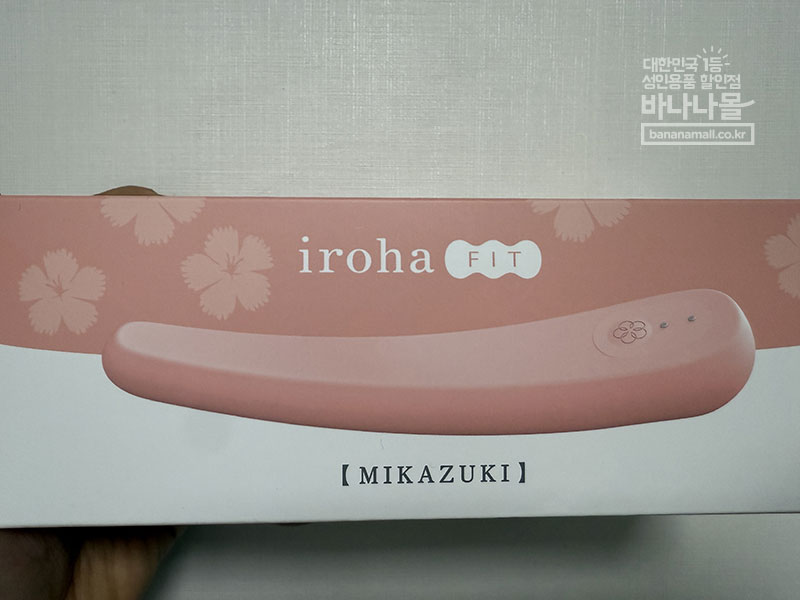 대한민국 1등
성인용품 할인점
바나나몰
bananamall.co.kr
iroha FIT
【MIKAZUKI】